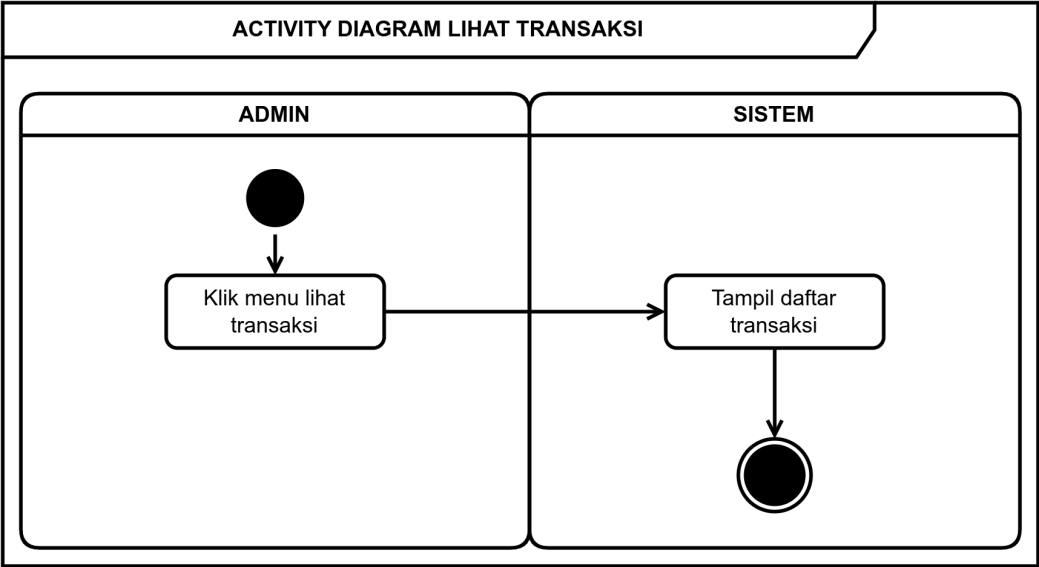 ACTIVITY DIAGRAM LIHAT TRANSAKSI
ADMIN
SISTEM
Klik menu lihat
transaksi
Tampil daftar
transaksi